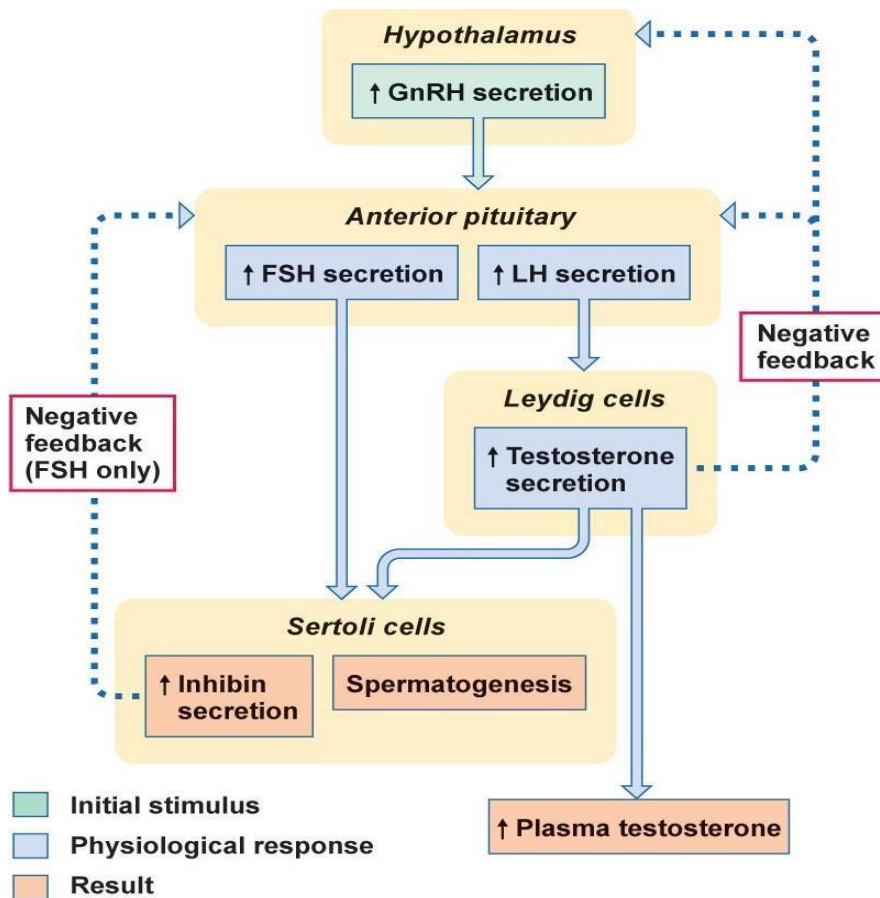 Hypothalamus
↑ GnRH secretion
Anterior pituitary
↑ FSH secretion
↑ LH secretion
Negative
feedback
Leydig cells
↑ Testosterone
secretion
Negative
feedback
(FSH only)
Sertoli cells
↑ Inhibin
secretion
Spermatogenesis
Initial stimulus
Physiological response
Result
↑ Plasma testosterone